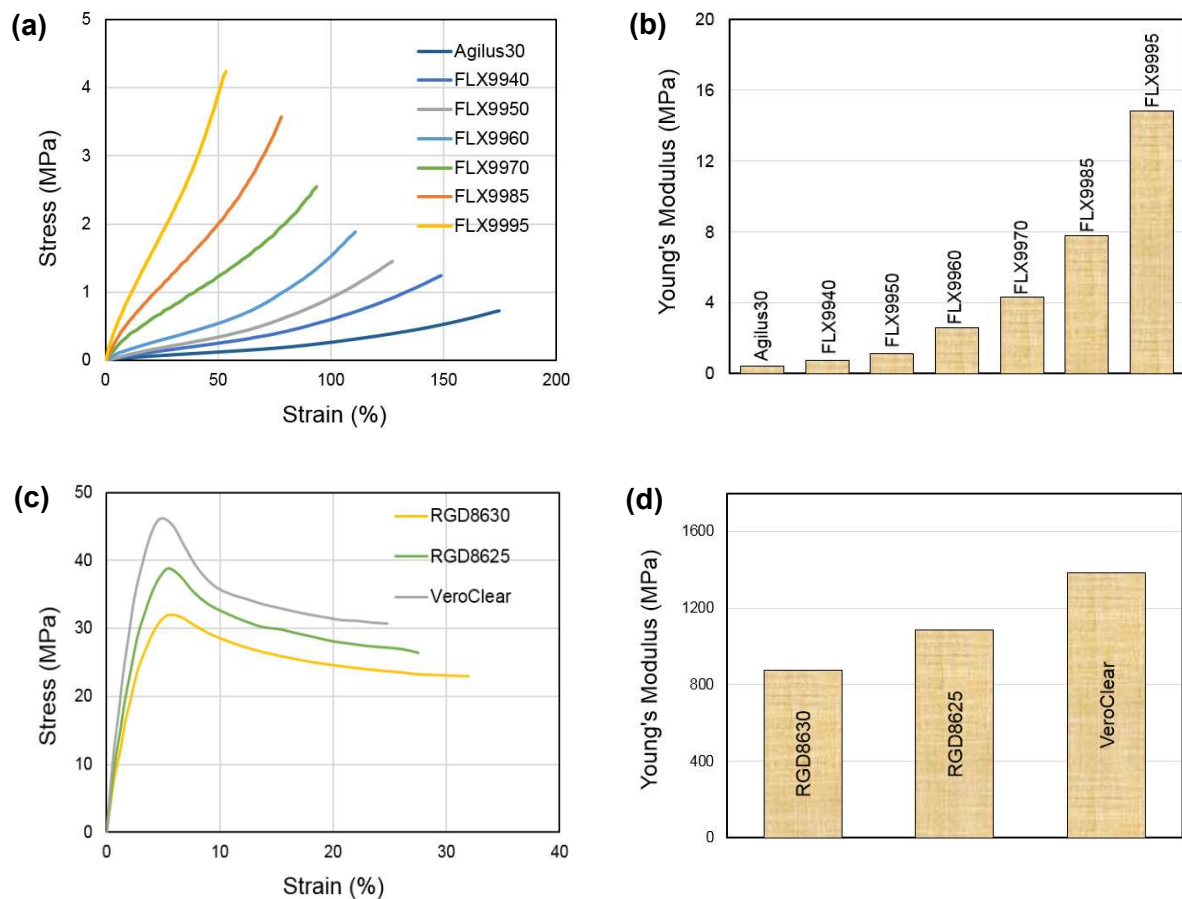 (a)
5
4
3
2
1
0
Stress (MPa)
Agilus30
FLX9940
FLX9950
FLX9960
FLX9970
FLX9985
FLX9995
0 50 100 150 200
Strain (%)
(b)
20
16
12
8
4
0
Young's Modulus (MPa)
Agilus30
FLX9940
FLX9950
FLX9960
FLX9970
FLX9985
FLX9995
(c)
50
40
30
20
10
0
Stress (MPa)
RGD8630
RGD8625
VeroClear
0 10 20 30 40
Strain (%)
(d)
1600
1200
800
400
0
Young's Modulus (MPa)
RGD8630
RGD8625
VeroClear